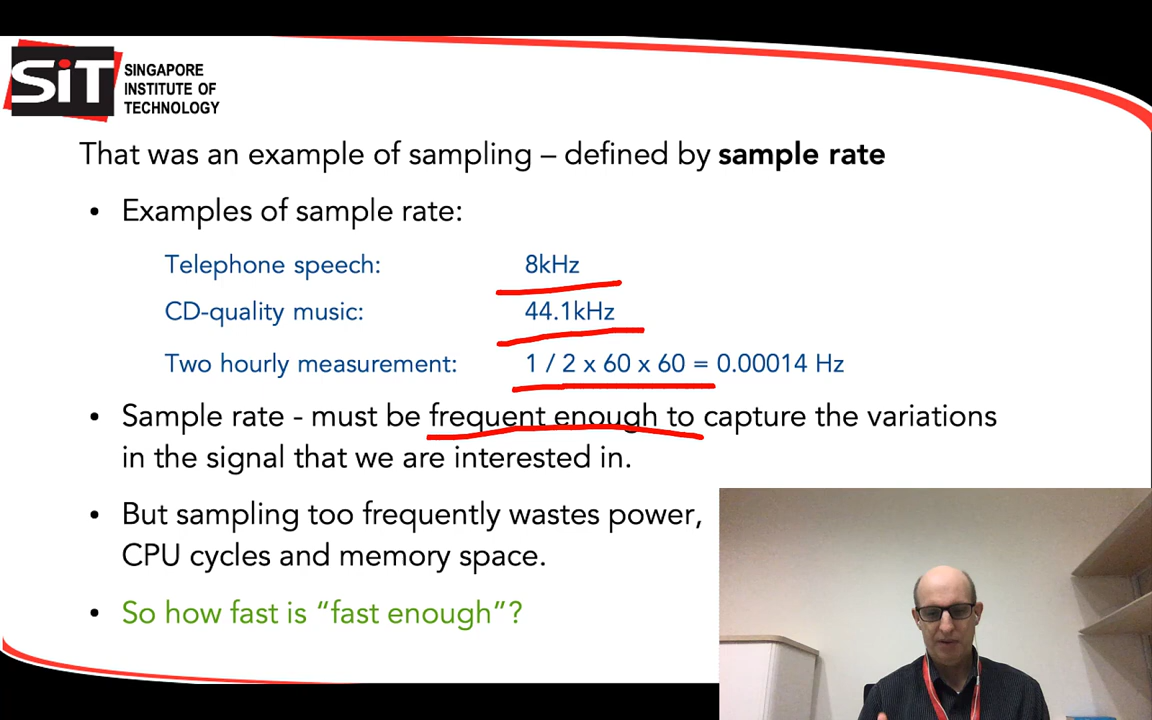 SiT
SINGAPORE
INSTITUTE OF
TECHNOLOGY
That was an example of sampling – defined by sample rate
• Examples of sample rate:
Telephone speech: 8kHz
CD-quality music: 44.1kHz
Two hourly measurement: 1 / 2 x 60 x 60 = 0.00014 Hz
• Sample rate - must be frequent enough to capture the variations
in the signal that we are interested in.
• But sampling too frequently wastes power,
CPU cycles and memory space.
• So how fast is “fast enough”?